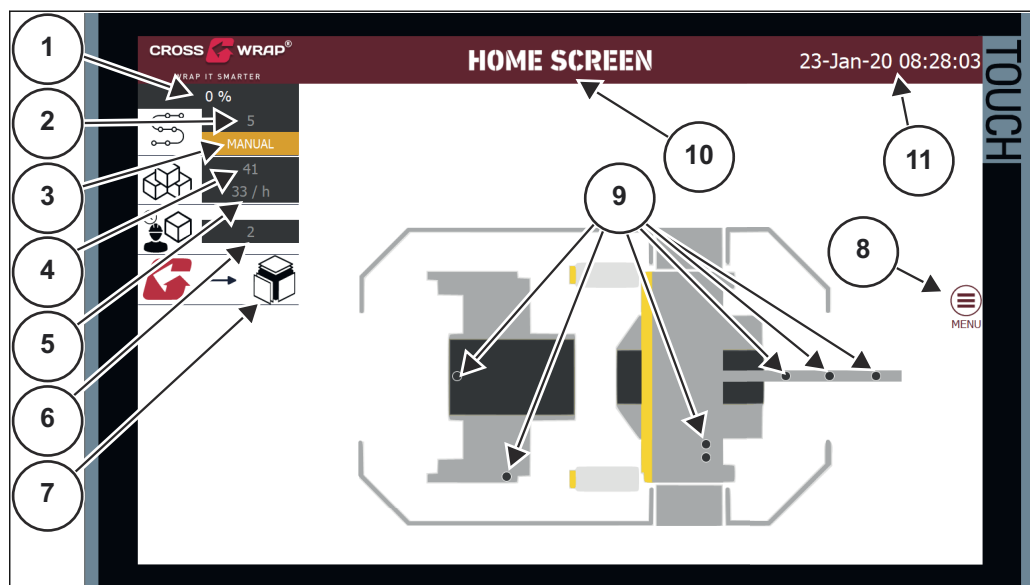 CROSS WRAP®
WRAP IT SMARTER
HOME SCREEN
23-Jan-20 08:28:03
TOUCH
0 %
5
MANUAL
41
33 / h
2
MENU
1
2
3
4
5
6
7
8
9
10
11